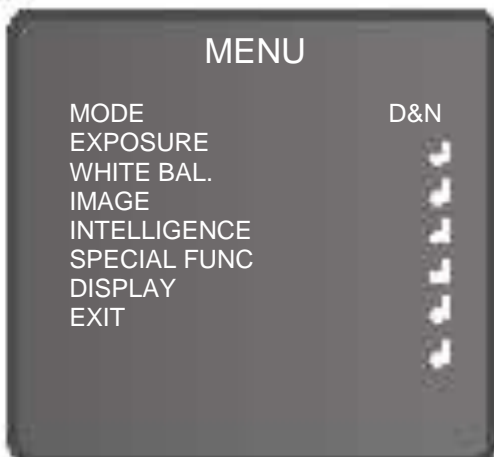 MENU
MODE D&N
EXPOSURE
WHITE BAL.
IMAGE
INTELLIGENCE
SPECIAL FUNC
DISPLAY
EXIT